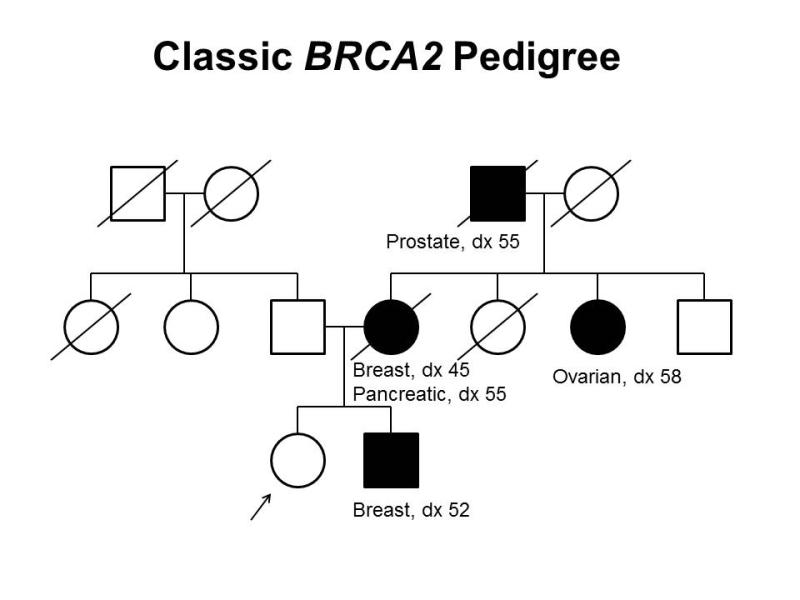 Classic BRCA2 Pedigree
Prostate, dx 55
Breast, dx 45
Pancreatic, dx 55
Ovarian, dx 58
Breast, dx 52